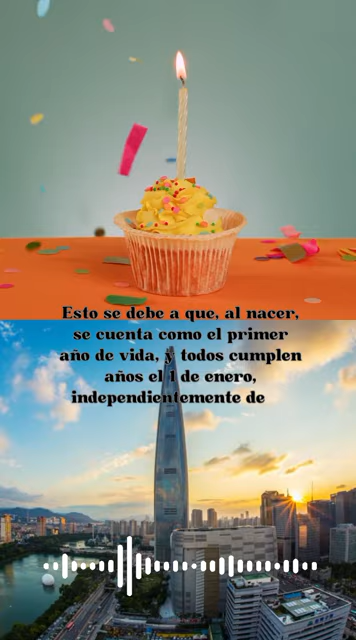 Esto se debe a que, al nacer,
se cuenta como el primer
año de vida, y todos cumplen
años el 1 de enero,
independientemente de